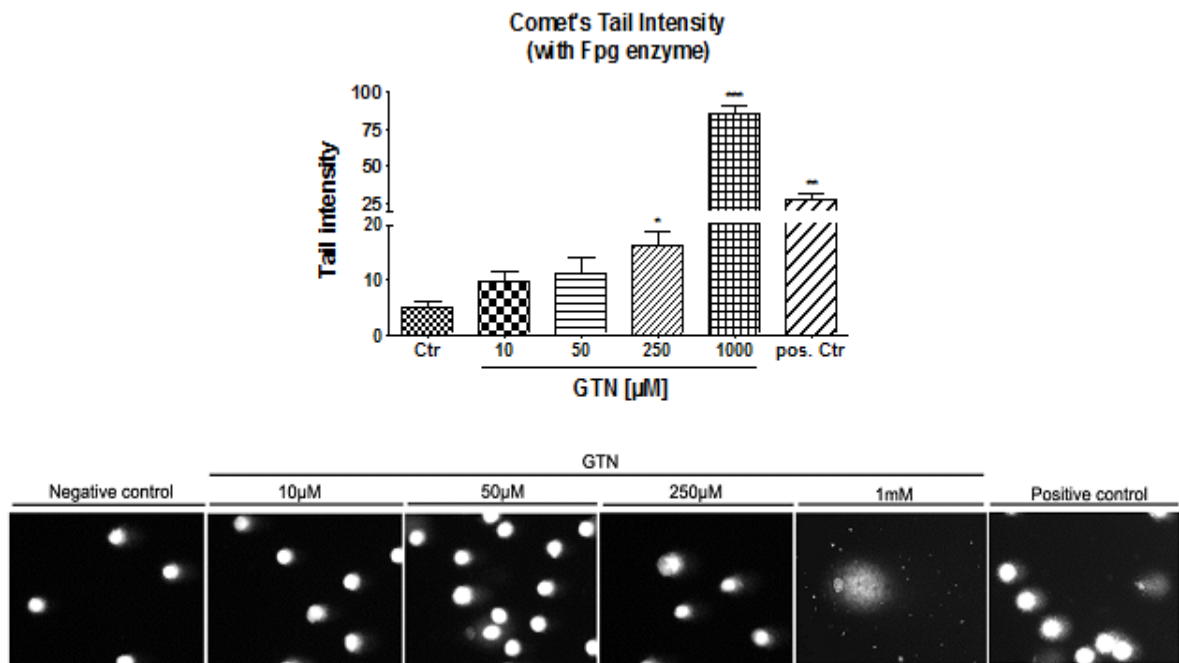 Comet's Tail Intensity
(with Fpg enzyme)
Tail intensity
100
75
50
25
20
10
0
***
**
*
Ctr 10 50 250 1000 pos. Ctr
GTN [µM]
GTN
Negative control 10µM 50µM 250µM 1mM Positive control